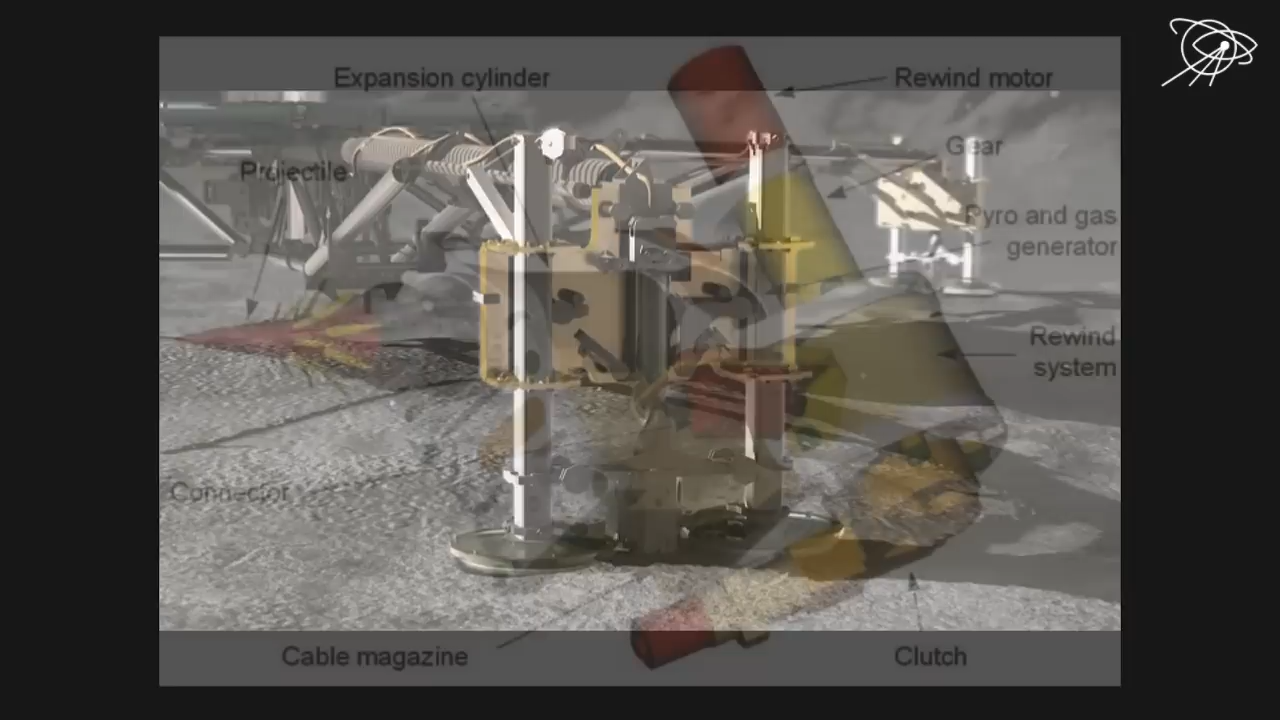 Expansion cylinder
Rewind motor
Gear
Projectile
Pyro and gas
generator
Rewind
system
Connector
Cable magazine
Clutch